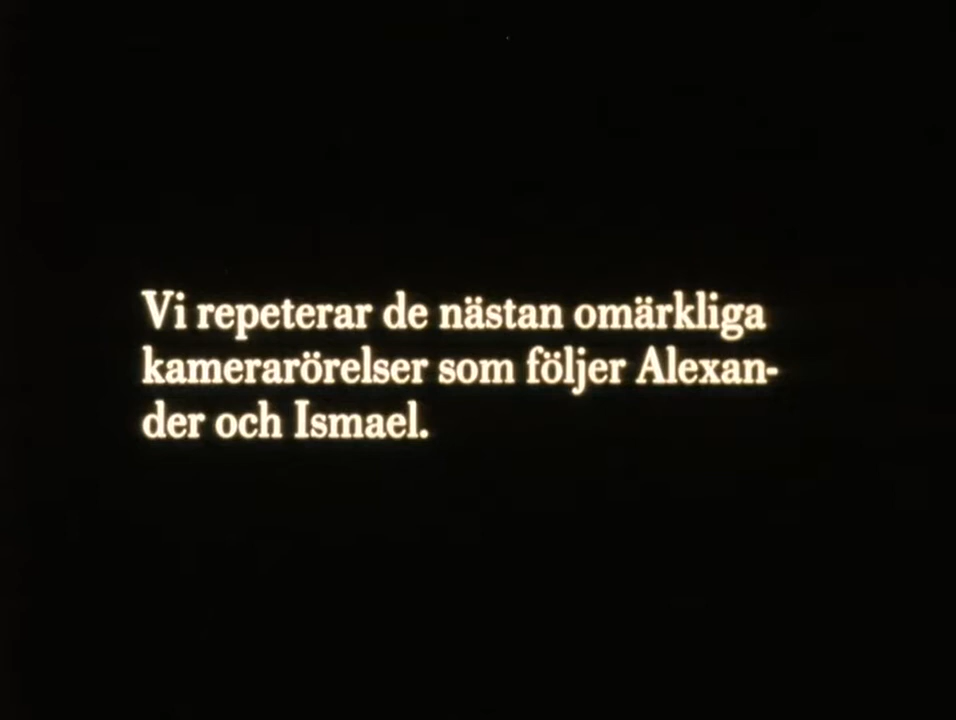 Vi repeterar de nästan omärkliga
kamerarörelser som följer Alexan-
der och Ismael.